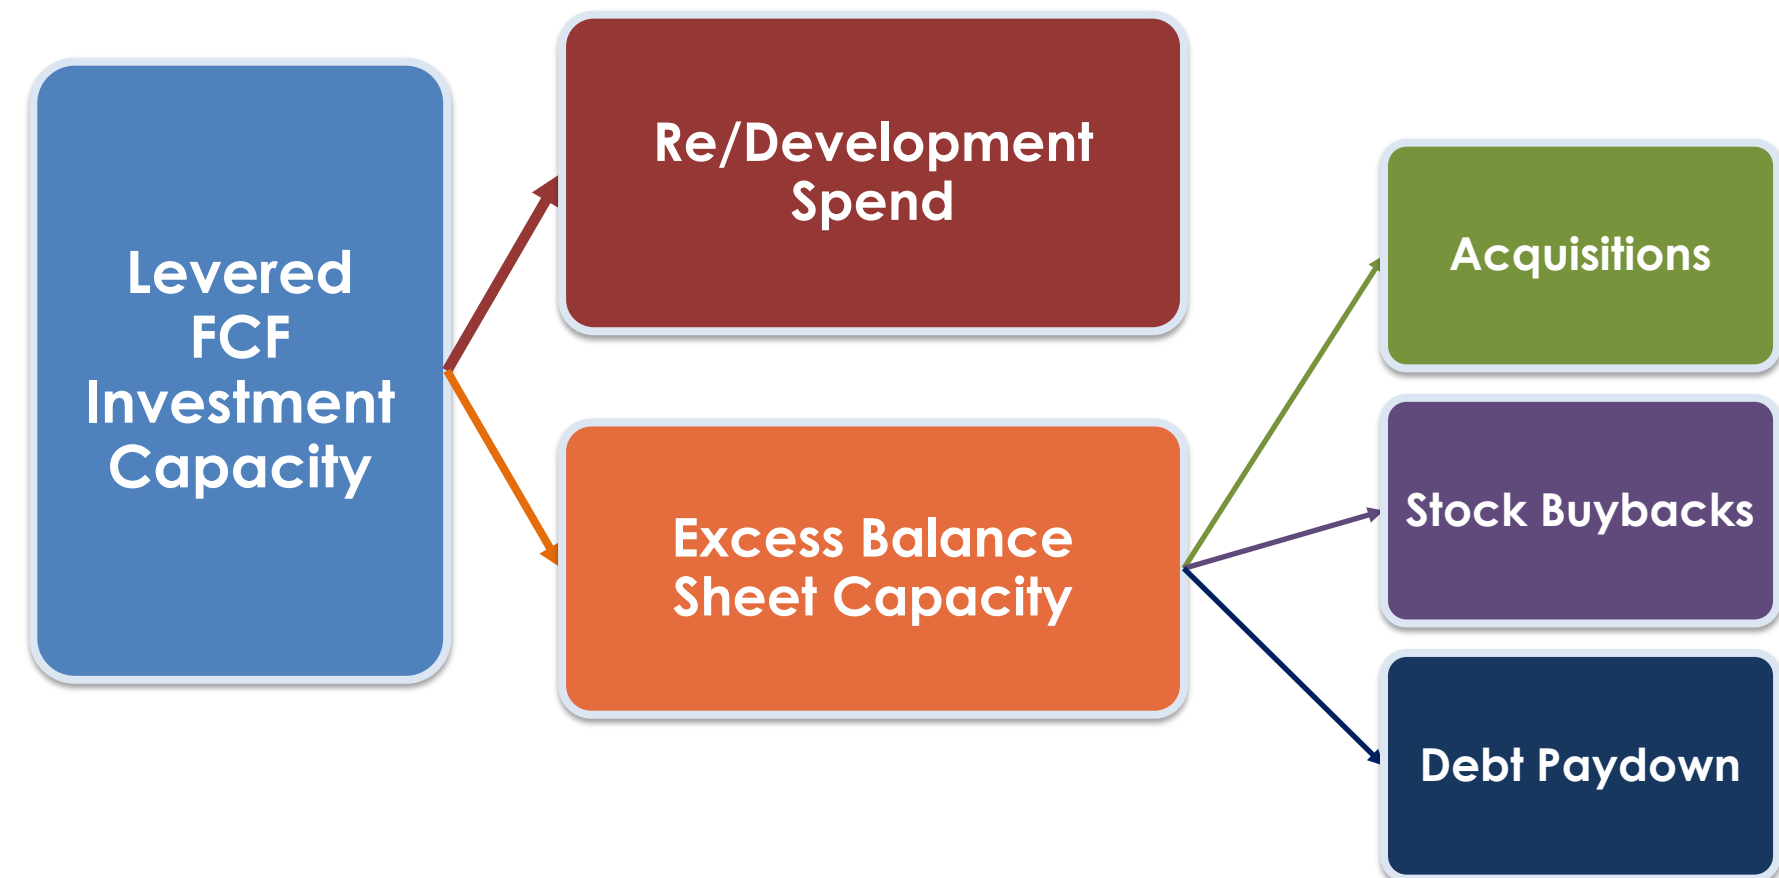 Levered
FCF
Investment
Capacity
Re/Development
Spend
Excess Balance
Sheet Capacity
Acquisitions
Stock Buybacks
Debt Paydown